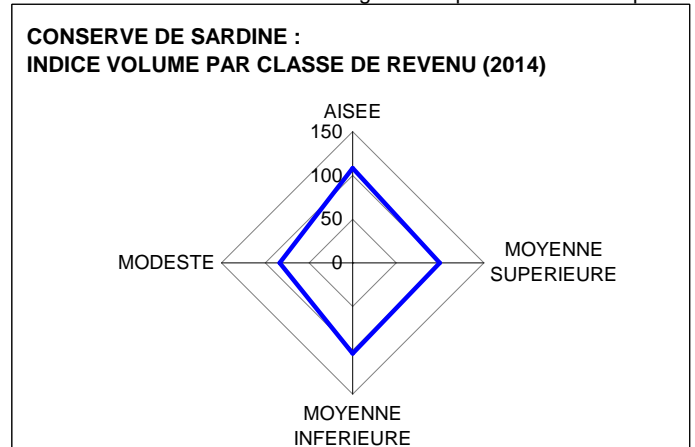 CONSERVE DE SARDINE :
INDICE VOLUME PAR CLASSE DE REVENU (2014)
AISEE
150
100
50
0
MODESTE
MOYENNE
SUPERIEURE
MOYENNE
INFERIEURE